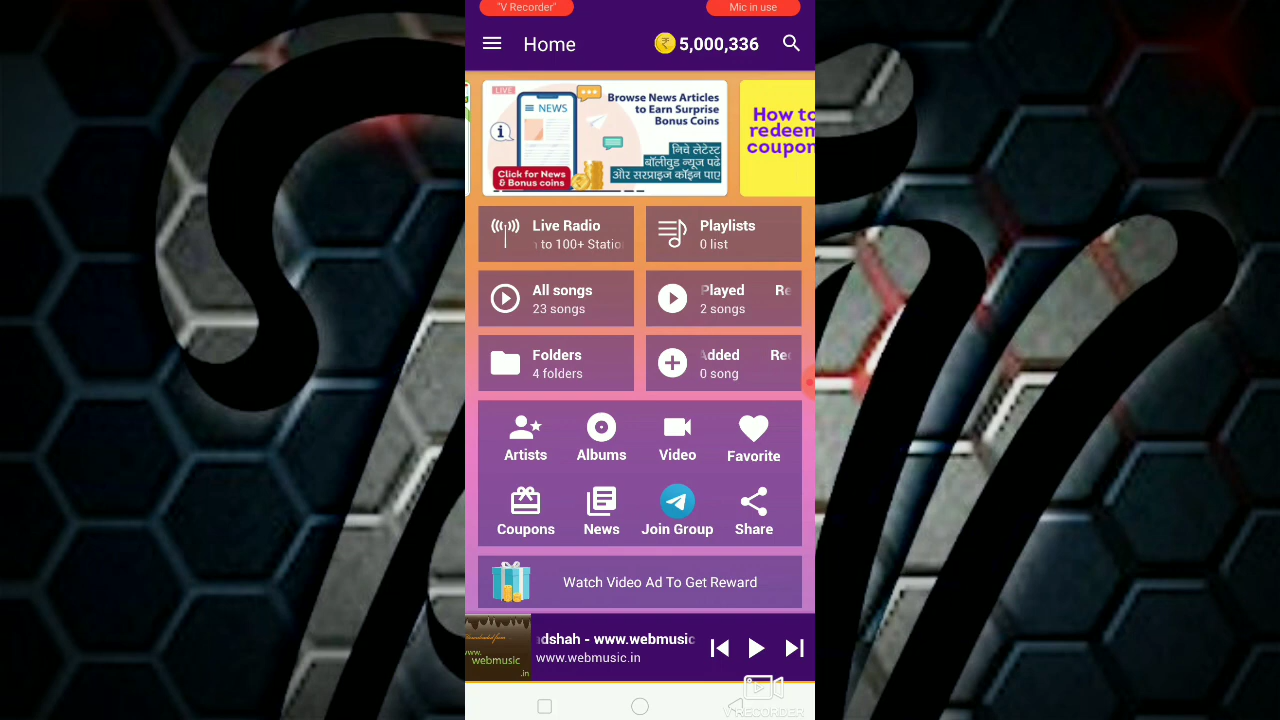 "V Recorder"
Mic in use
Home
5,000,336
LIVE
NEWS
Browse News Articles
to Earn Surprise
Bonus Coins
निचे लेटेस्ट
बॉलीवुड न्यूज पढे
और सरप्राइज कॉइन पाए
Click for News
& Bonus coins
How to
redeem
coupon
Live Radio
to 100+ Statio
Playlists
0 list
All songs
23 songs
Played Re
2 songs
Folders
4 folders
Added Rec
0 song
Artists
Albums
Video
Favorite
Coupons
News
Join Group
Share
Watch Video Ad To Get Reward
dshah - www.webmusic
www.webmusic.in
www.
webmusic
.in
V RECORDER